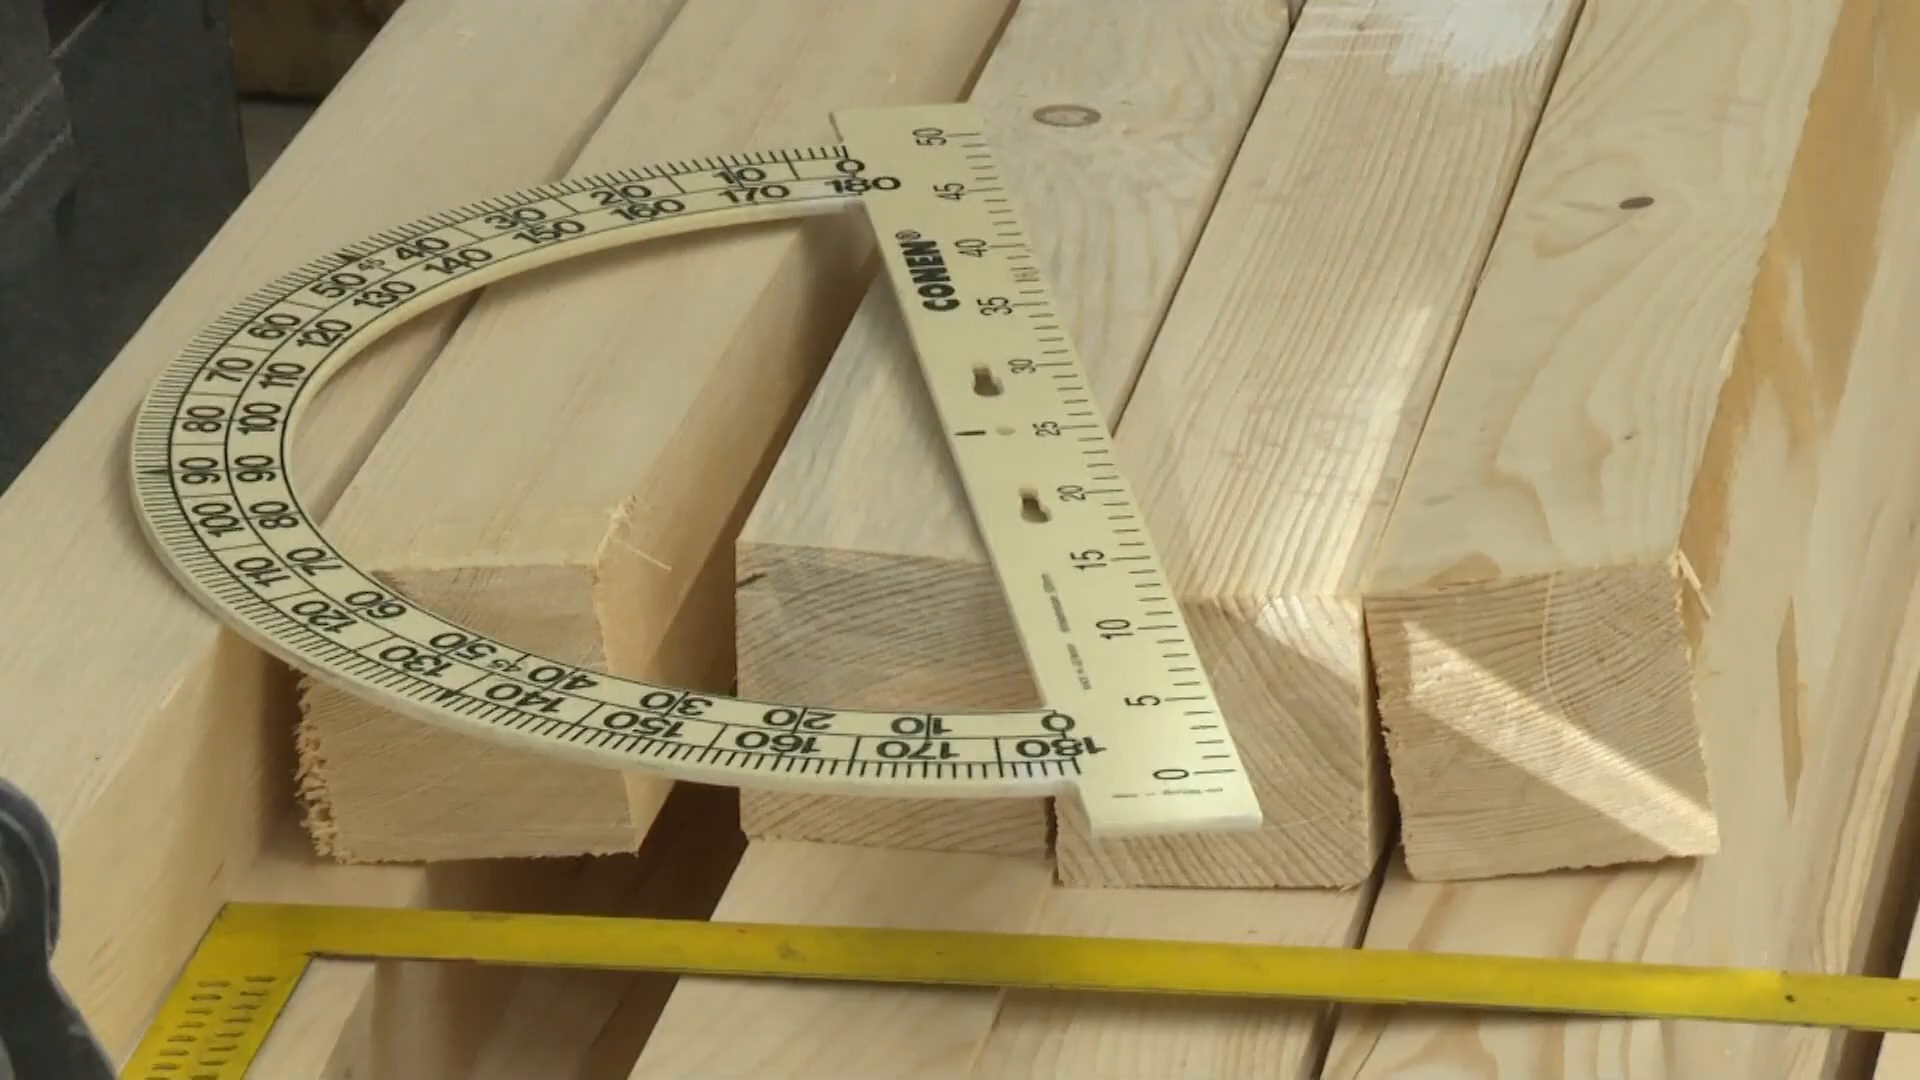 0 10 20 30 40 45 50 60 70 80 90 100 110 120 130 140 150 160 170 180
180 170 160 150 140 130 120 110 100 90 80 70 60 50 45 40 30 20 10 0
CONEN®
50 45 40 35 30 25 20 15 10 5 0